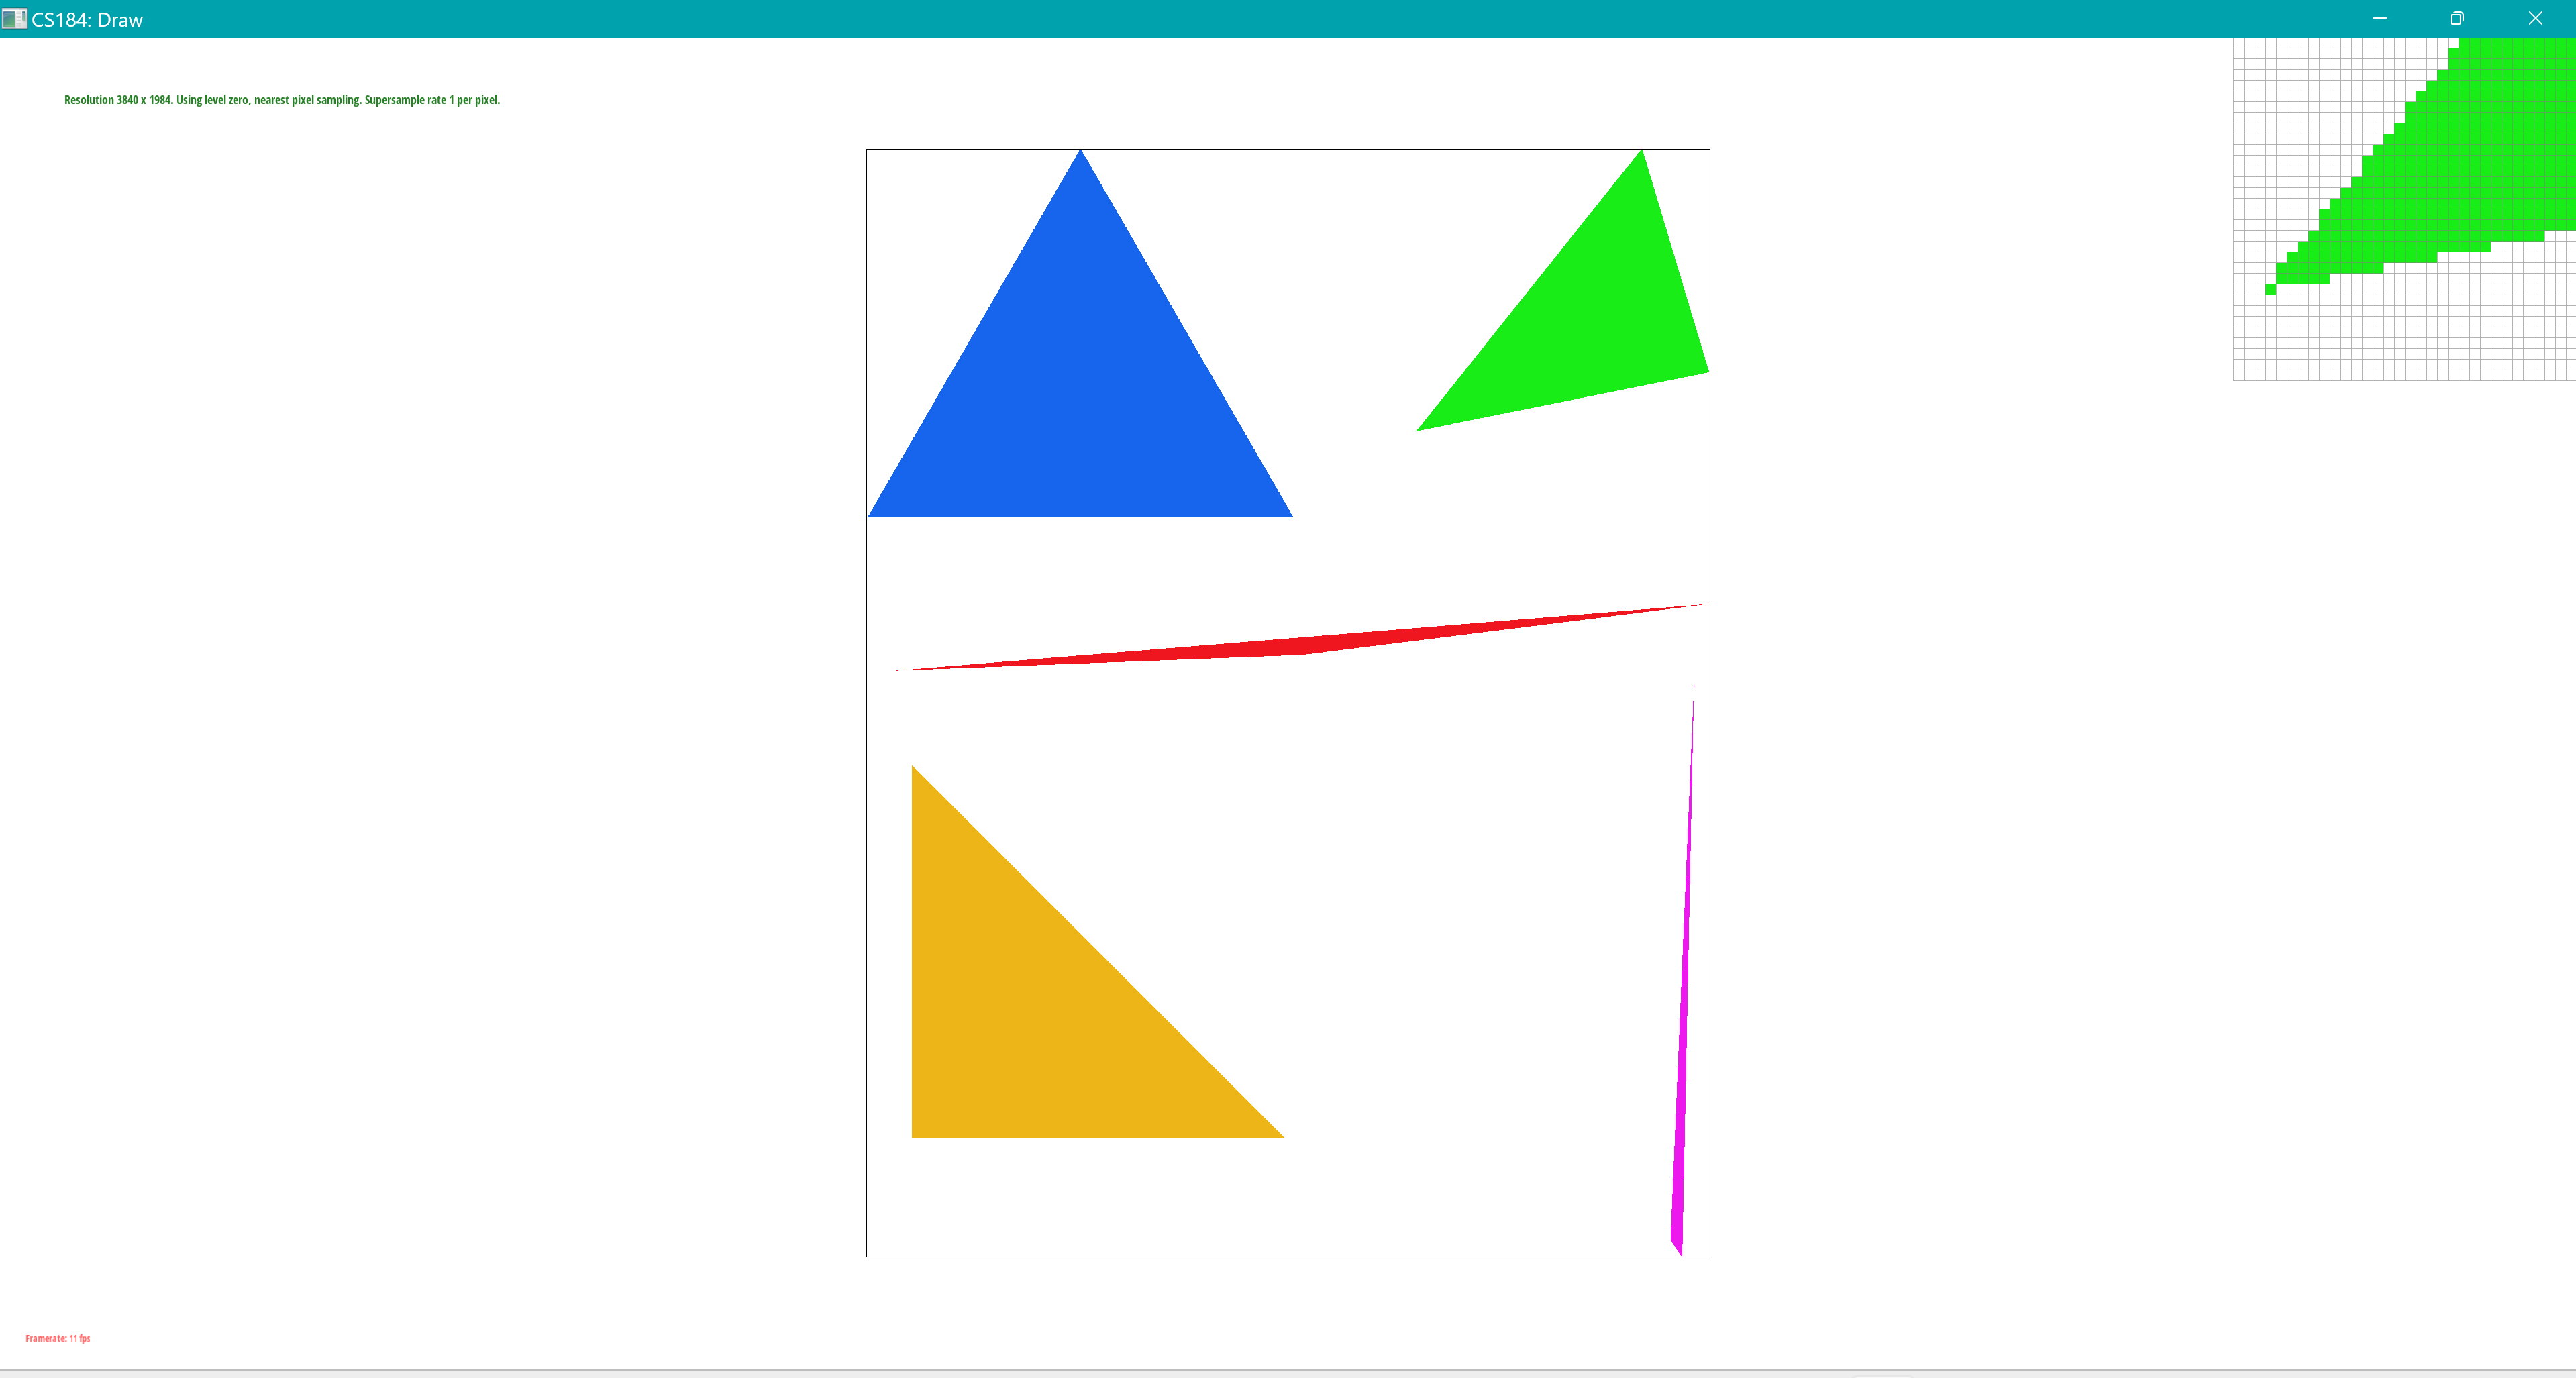 CS184: Draw
Resolution 3840 x 1984. Using level zero, nearest pixel sampling. Supersample rate 1 per pixel.
Framerate: 11 fps